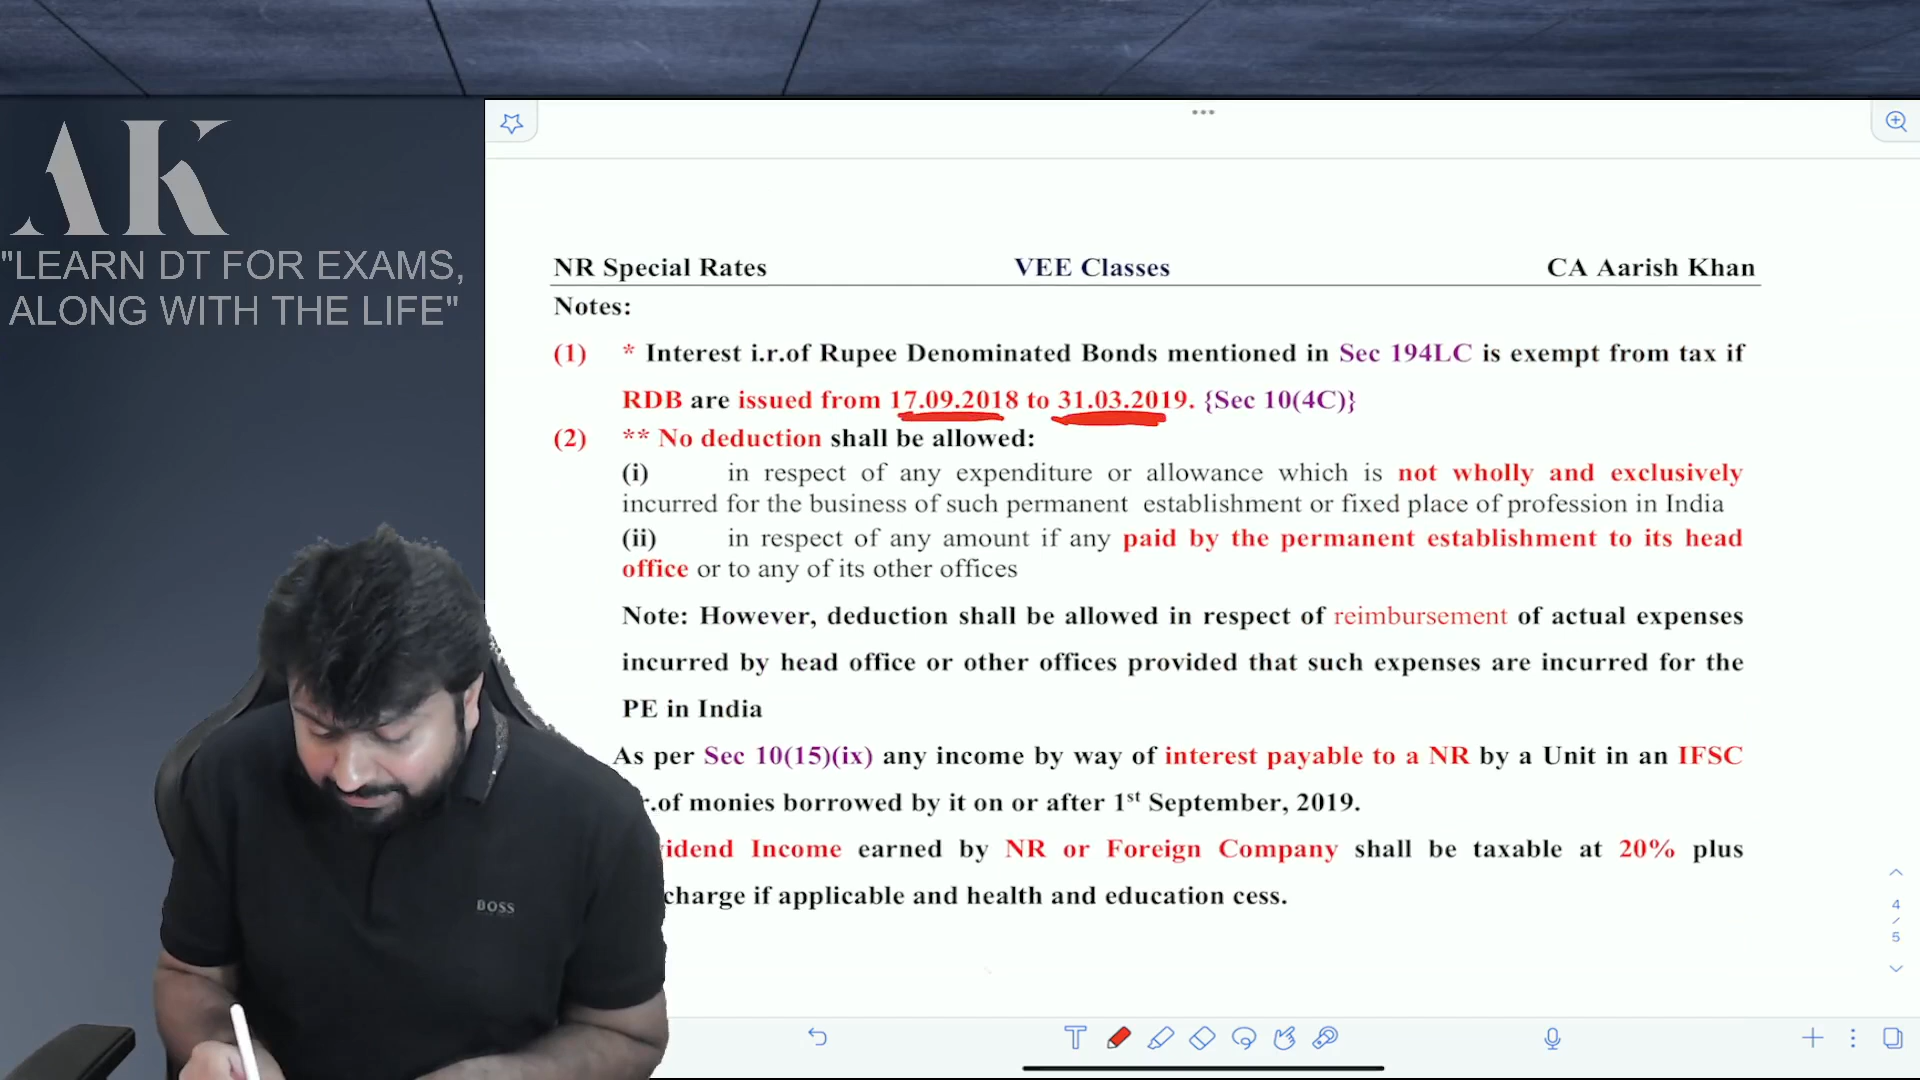 AK
"LEARN DT FOR EXAMS,
ALONG WITH THE LIFE"
NR Special Rates VEE Classes CA Aarish Khan
Notes:
(1) * Interest i.r.of Rupee Denominated Bonds mentioned in Sec 194LC is exempt from tax if
RDB are issued from 17.09.2018 to 31.03.2019. {Sec 10(4C)}
(2) ** No deduction shall be allowed:
(i) in respect of any expenditure or allowance which is not wholly and exclusively
incurred for the business of such permanent establishment or fixed place of profession in India
(ii) in respect of any amount if any paid by the permanent establishment to its head
office or to any of its other offices
Note: However, deduction shall be allowed in respect of reimbursement of actual expenses
incurred by head office or other offices provided that such expenses are incurred for the
PE in India
As per Sec 10(15)(ix) any income by way of interest payable to a NR by a Unit in an IFSC
.r.of monies borrowed by it on or after 1st September, 2019.
vidend Income earned by NR or Foreign Company shall be taxable at 20% plus
charge if applicable and health and education cess.
BOSS
4
/
5
T